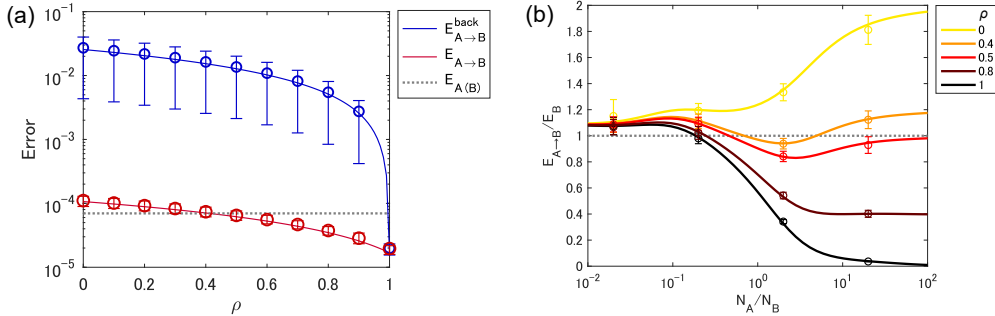 (a)
10^-1
10^-2
10^-3
10^-4
10^-5
Error
0 0.2 0.4 0.6 0.8 1
ρ
E^back_A→B
E_A→B
E_A(B)
(b)
2
1.8
1.6
1.4
1.2
1
0.8
0.6
0.4
0.2
0
E_A→B/E_B
10^-2 10^-1 10^0 10^1 10^2
N_A/N_B
ρ
0
0.4
0.5
0.8
1